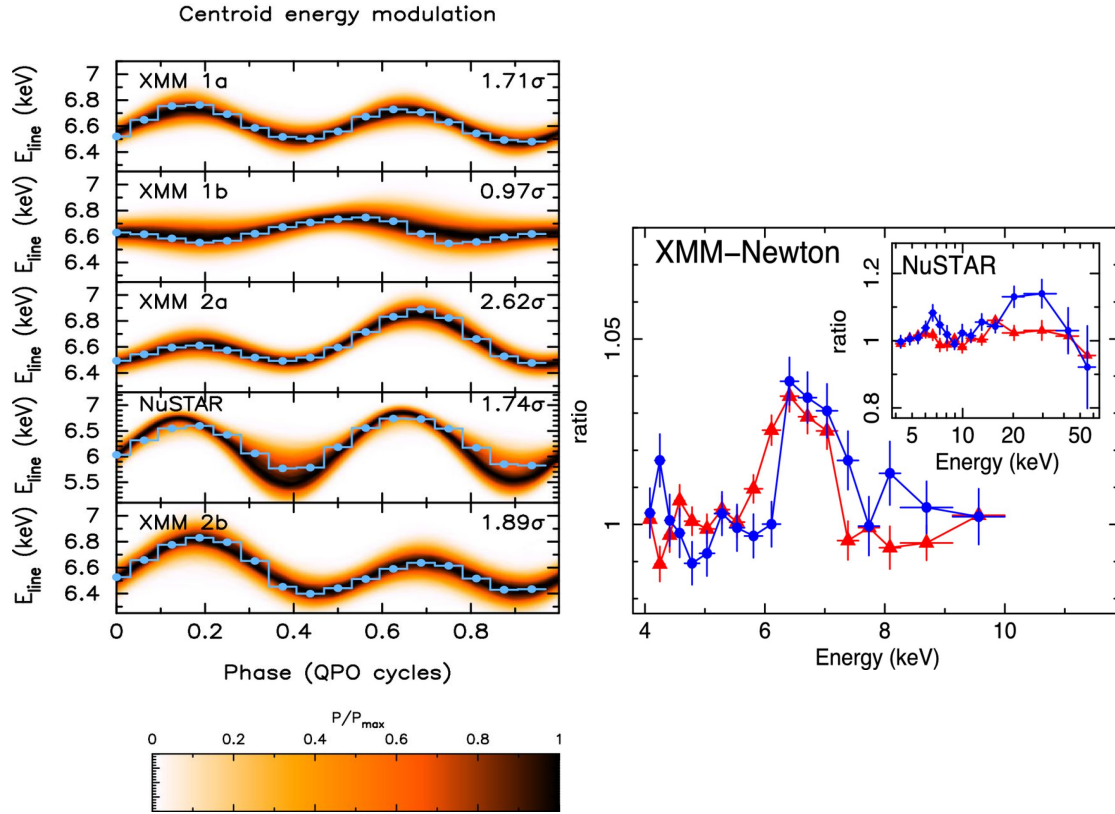 Centroid energy modulation
E_line (keV)
7
6.8
6.6
6.4
XMM 1a
1.71σ
E_line (keV)
7
6.8
6.6
6.4
XMM 1b
0.97σ
E_line (keV)
7
6.8
6.6
6.4
XMM 2a
2.62σ
E_line (keV)
7
6.5
6
5.5
NuSTAR
1.74σ
E_line (keV)
7
6.8
6.6
6.4
XMM 2b
1.89σ
0 0.2 0.4 0.6 0.8
Phase (QPO cycles)
P/P_max
0 0.2 0.4 0.6 0.8 1
XMM−Newton
ratio
1.05
1
4 6 8 10
Energy (keV)
NuSTAR
ratio
1.2
1
0.8
5 10 20 50
Energy (keV)